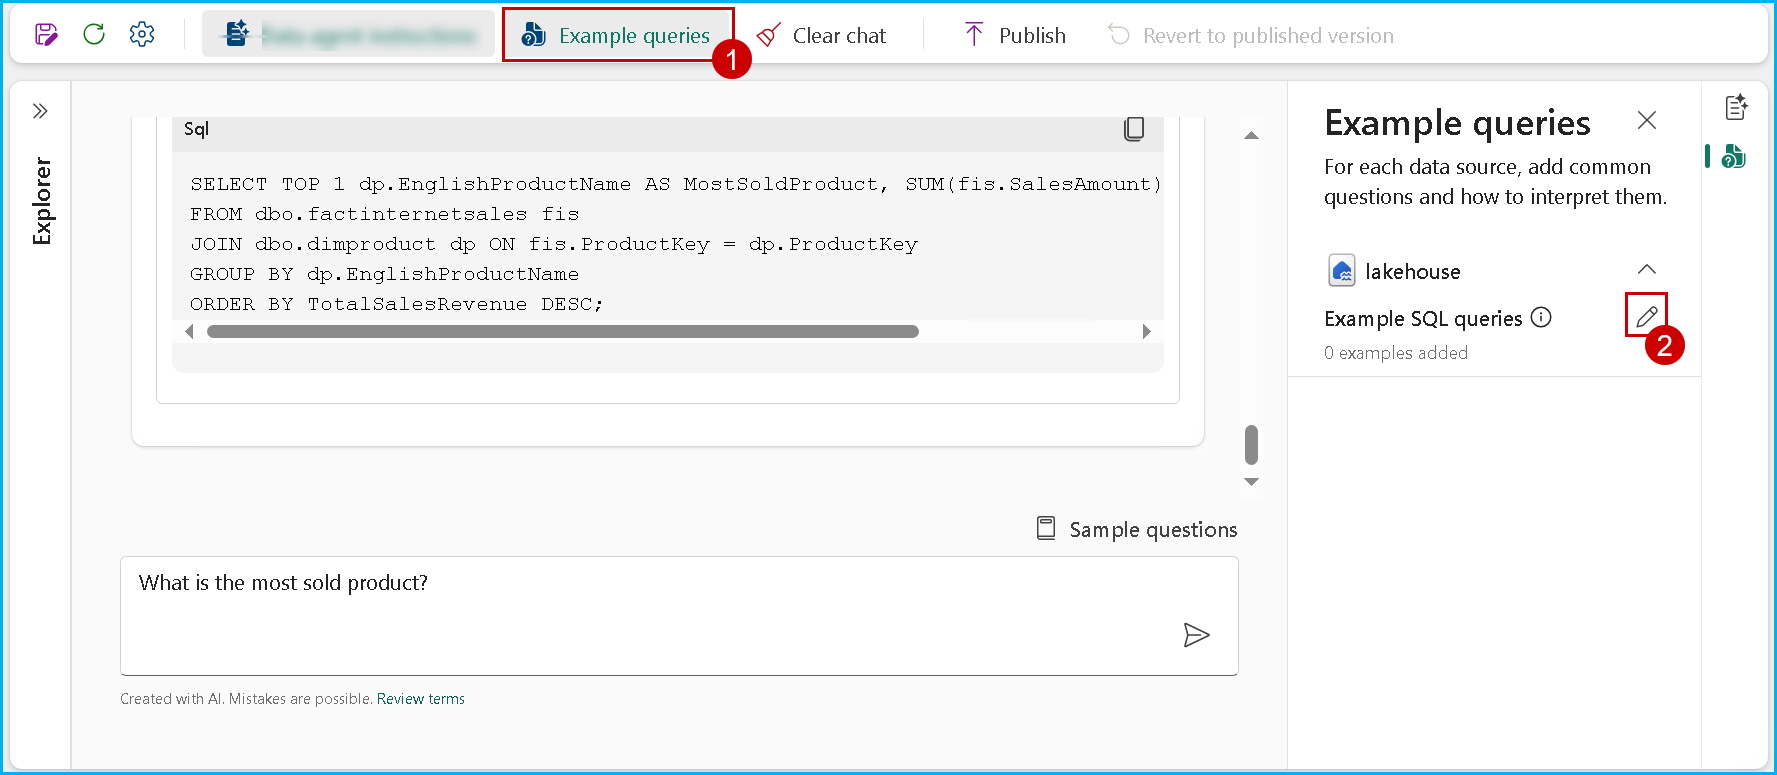 Example queries
Clear chat
Publish
Revert to published version
1
Explorer
Sql
SELECT TOP 1 dp.EnglishProductName AS MostSoldProduct, SUM(fis.SalesAmount)
FROM dbo.factinternetsales fis
JOIN dbo.dimproduct dp ON fis.ProductKey = dp.ProductKey
GROUP BY dp.EnglishProductName
ORDER BY TotalSalesRevenue DESC;
Sample questions
What is the most sold product?
Created with AI. Mistakes are possible. Review terms
Example queries
For each data source, add common
questions and how to interpret them.
lakehouse
Example SQL queries
2
0 examples added